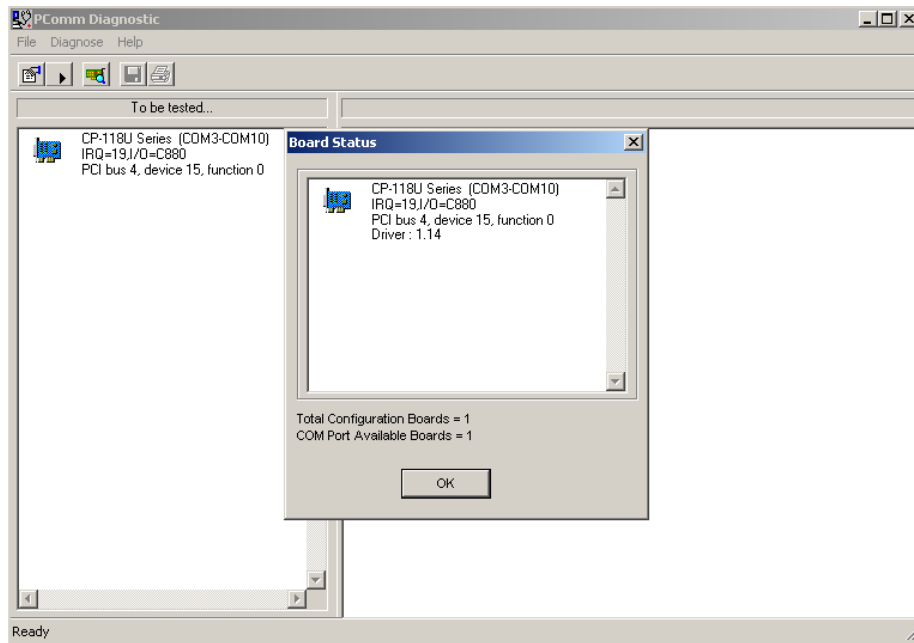 PComm Diagnostic
File Diagnose Help
To be tested...
CP-118U Series (COM3-COM10)
IRQ=19,I/O=C880
PCI bus 4, device 15, function 0
Board Status
CP-118U Series (COM3-COM10)
IRQ=19,I/O=C880
PCI bus 4, device 15, function 0
Driver : 1.14
Total Configuration Boards = 1
COM Port Available Boards = 1
OK
Ready